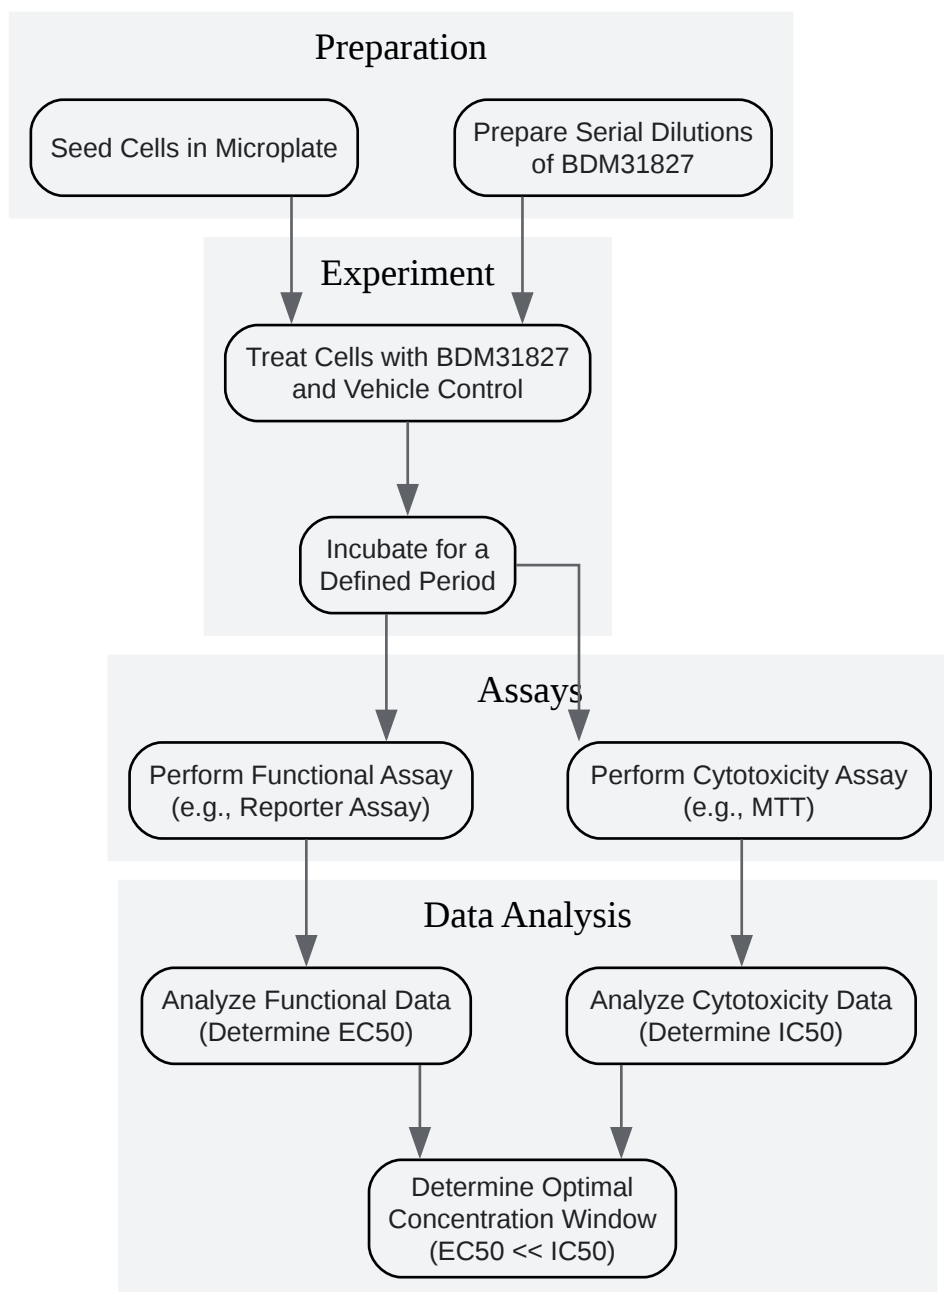 Preparation
Seed Cells in Microplate
Prepare Serial Dilutions
of BDM31827
Experiment
Treat Cells with BDM31827
and Vehicle Control
Incubate for a
Defined Period
Assays
Perform Functional Assay
(e.g., Reporter Assay)
Perform Cytotoxicity Assay
(e.g., MTT)
Data Analysis
Analyze Functional Data
(Determine EC50)
Analyze Cytotoxicity Data
(Determine IC50)
Determine Optimal
Concentration Window
(EC50 << IC50)